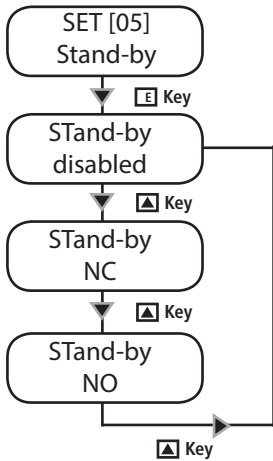 SET [05]
Stand-by
E Key
STand-by
disabled
Key
STand-by
NC
Key
STand-by
NO
Key